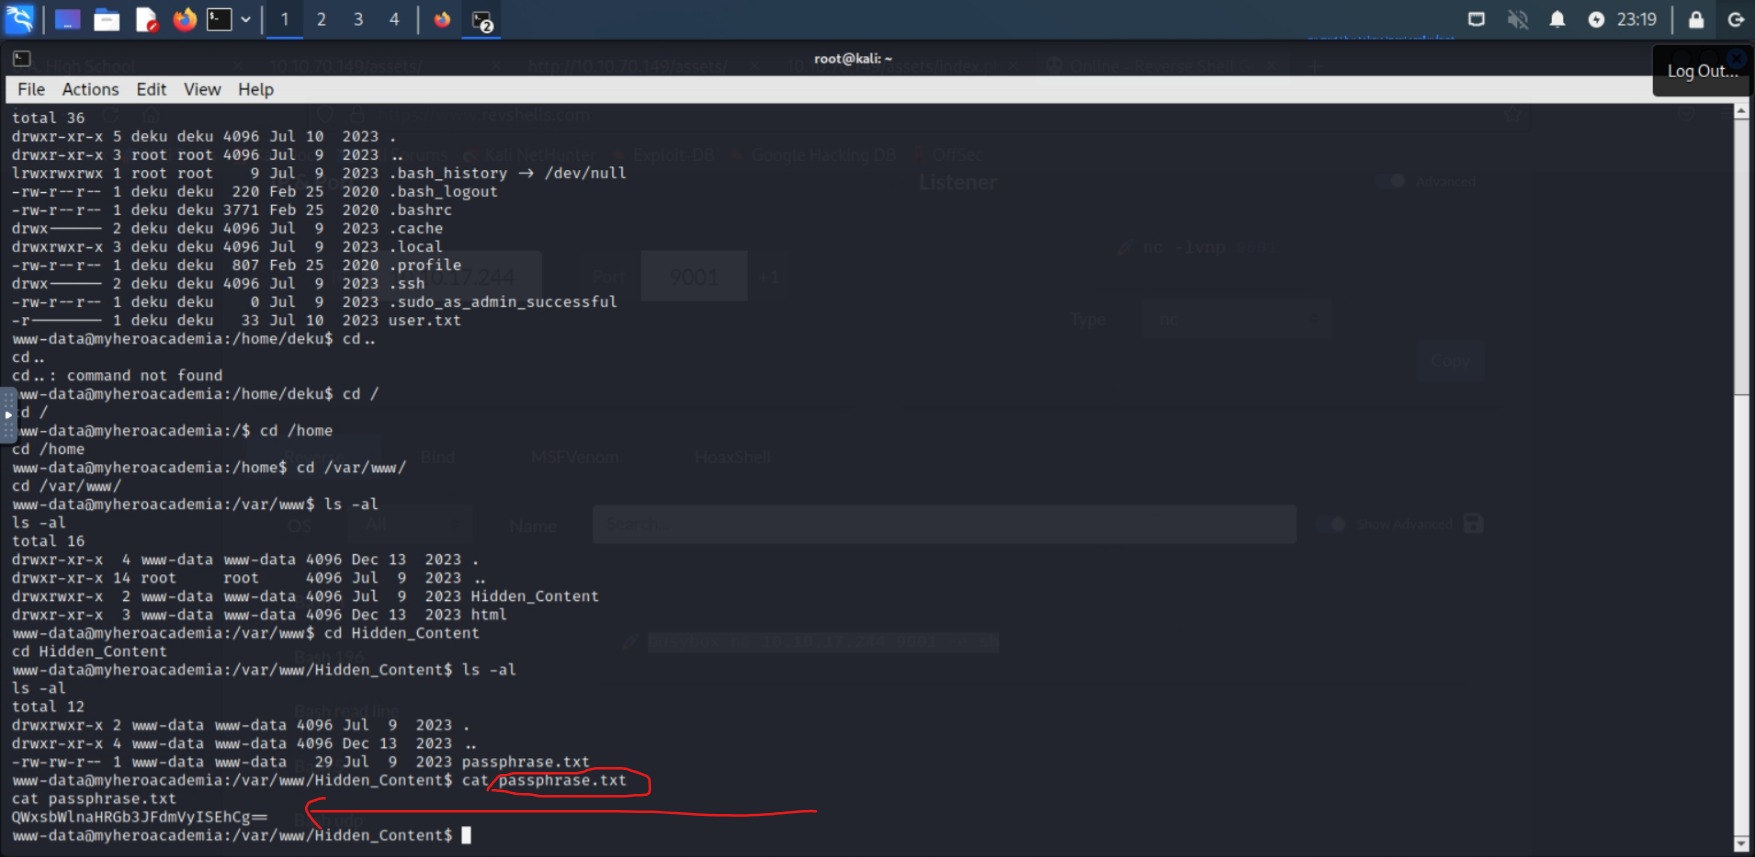 1 2 3 4 2 23:19
root@kali: ~
Log Out...
File Actions Edit View Help
total 36
drwxr-xr-x 5 deku deku 4096 Jul 10 2023 .
drwxr-xr-x 3 root root 4096 Jul 9 2023 ..
lrwxrwxrwx 1 root root 9 Jul 9 2023 .bash_history → /dev/null
-rw-r--r-- 1 deku deku 220 Feb 25 2020 .bash_logout
-rw-r--r-- 1 deku deku 3771 Feb 25 2020 .bashrc
drwx------ 2 deku deku 4096 Jul 9 2023 .cache
drwxrwxr-x 3 deku deku 4096 Jul 9 2023 .local
-rw-r--r-- 1 deku deku 807 Feb 25 2020 .profile
drwx------ 2 deku deku 4096 Jul 9 2023 .ssh
-rw-r--r-- 1 deku deku 0 Jul 9 2023 .sudo_as_admin_successful
-r-------- 1 deku deku 33 Jul 10 2023 user.txt
www-data@myheroacademia:/home/deku$ cd..
cd..
cd..: command not found
www-data@myheroacademia:/home/deku$ cd /
cd /
www-data@myheroacademia:/$ cd /home
cd /home
www-data@myheroacademia:/home$ cd /var/www/
cd /var/www/
www-data@myheroacademia:/var/www$ ls -al
ls -al
total 16
drwxr-xr-x 4 www-data www-data 4096 Dec 13 2023 .
drwxr-xr-x 14 root root 4096 Jul 9 2023 ..
drwxrwxr-x 2 www-data www-data 4096 Jul 9 2023 Hidden_Content
drwxr-xr-x 3 www-data www-data 4096 Dec 13 2023 html
www-data@myheroacademia:/var/www$ cd Hidden_Content
cd Hidden_Content
www-data@myheroacademia:/var/www/Hidden_Content$ ls -al
ls -al
total 12
drwxrwxr-x 2 www-data www-data 4096 Jul 9 2023 .
drwxr-xr-x 4 www-data www-data 4096 Dec 13 2023 ..
-rw-rw-r-- 1 www-data www-data 29 Jul 9 2023 passphrase.txt
www-data@myheroacademia:/var/www/Hidden_Content$ cat passphrase.txt
cat passphrase.txt
QWxsbWlnaHRGb3JFdmVyISEhCg==
www-data@myheroacademia:/var/www/Hidden_Content$